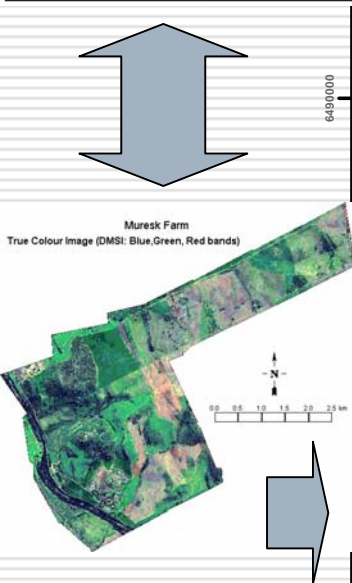 6490000
Muresk Farm
True Colour Image (DMSI: Blue,Green, Red bands)
N
0.0 0.5 1.0 1.5 2.0 2.5 km